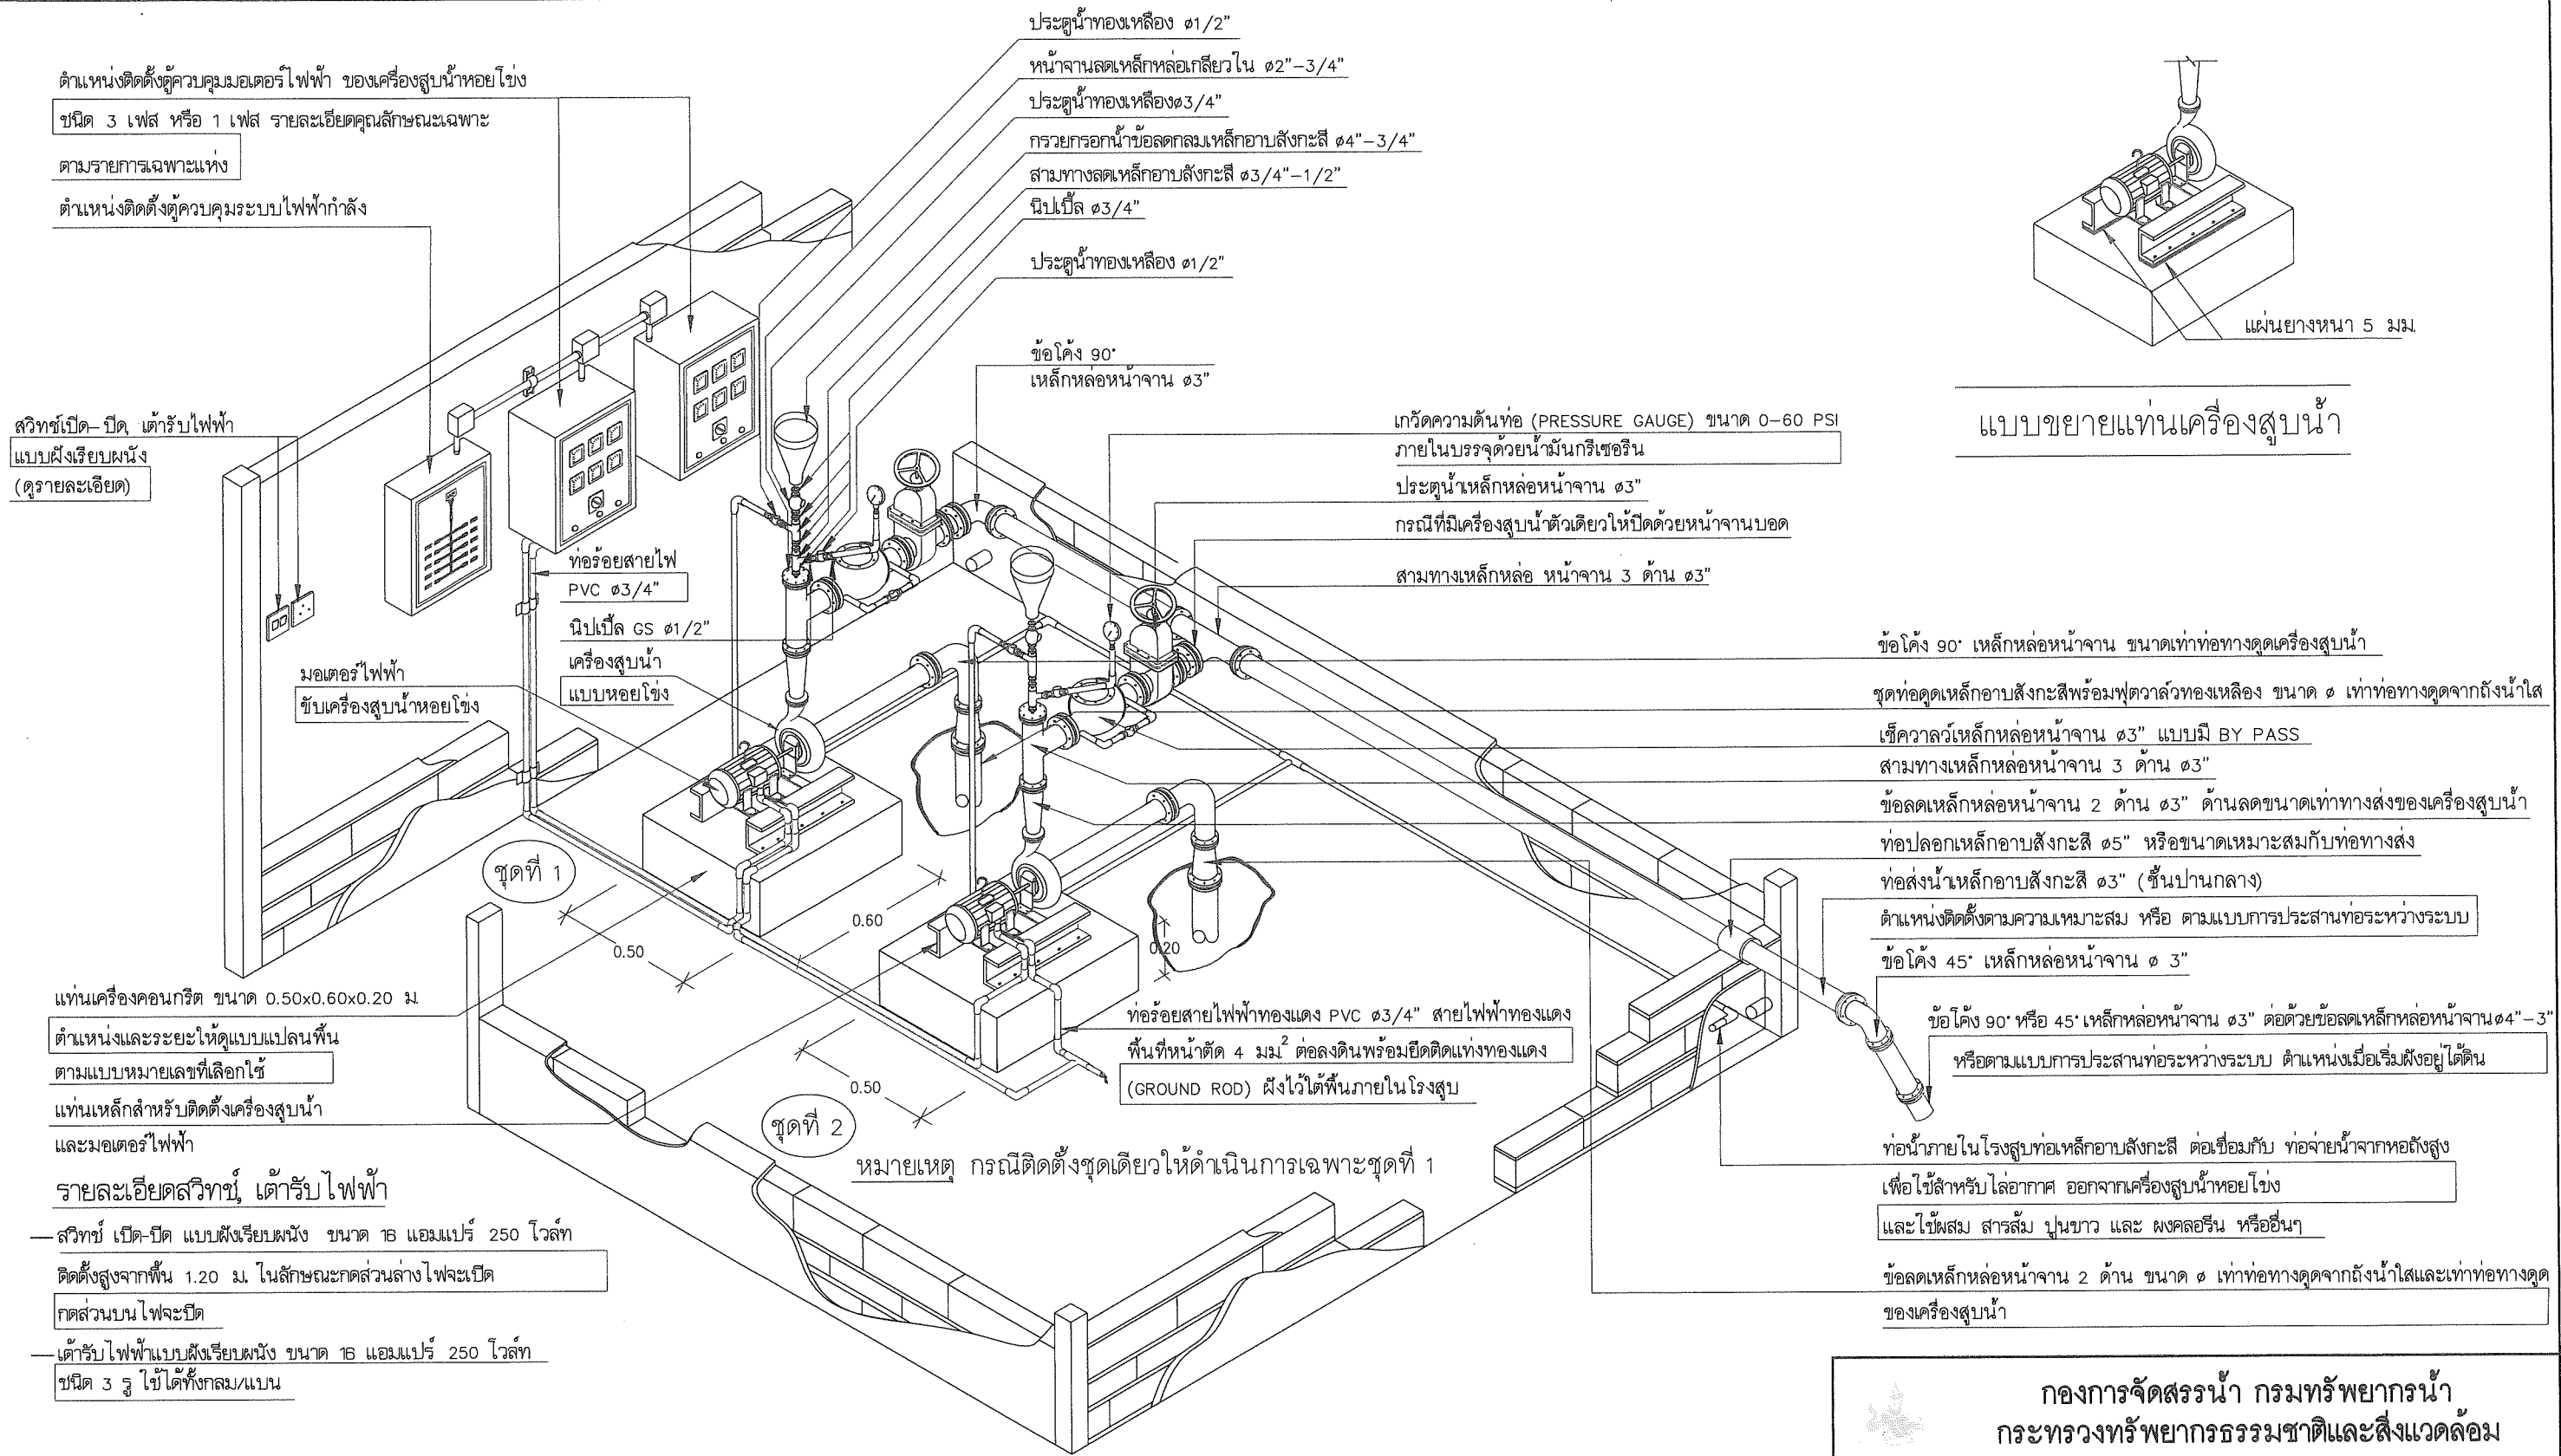 ตำแหน่งติดตั้งตู้ควบคุมมอเตอร์ไฟฟ้า ของเครื่องสูบน้ำหอยโข่ง
ชนิด 3 เฟส หรือ 1 เฟส รายละเอียดคุณลักษณะเฉพาะ
ตามรายการเฉพาะแห่ง
ตำแหน่งติดตั้งตู้ควบคุมระบบไฟฟ้ากำลัง
สวิทช์เปิด-ปิด, เต้ารับไฟฟ้า
แบบฝังเรียบผนัง
(ดูรายละเอียด)
ประตูน้ำทองเหลือง ø1/2"
หน้าจานลดเหล็กหล่อเกลียวใน ø2"-3/4"
ประตูน้ำทองเหลืองø3/4"
กรวยกรอกน้ำข้อลดกลมเหล็กอาบสังกะสี ø4"-3/4"
สามทางลดเหล็กอาบสังกะสี ø3/4"-1/2"
นิปเปิ้ล ø3/4"
ประตูน้ำทองเหลือง ø1/2"
ข้อโค้ง 90°
เหล็กหล่อหน้าจาน ø3"
แผ่นยางหนา 5 มม.
แบบขยายแท่นเครื่องสูบน้ำ
เกวัดความดันท่อ (PRESSURE GAUGE) ขนาด 0-60 PSI
ภายในบรรจุด้วยน้ำมันกรีเซอรีน
ประตูน้ำเหล็กหล่อหน้าจาน ø3"
กรณีที่มีเครื่องสูบน้ำตัวเดียวให้ปิดด้วยหน้าจานบอด
สามทางเหล็กหล่อ หน้าจาน 3 ด้าน ø3"
ท่อร้อยสายไฟ
PVC ø3/4"
นิปเปิ้ล GS ø1/2"
เครื่องสูบน้ำ
แบบหอยโข่ง
มอเตอร์ไฟฟ้า
ขับเครื่องสูบน้ำหอยโข่ง
ข้อโค้ง 90° เหล็กหล่อหน้าจาน ขนาดเท่าท่อทางดูดเครื่องสูบน้ำ
ชุดท่อดูดเหล็กอาบสังกะสีพร้อมฟุตวาล์วทองเหลือง ขนาด ø เท่าท่อทางดูดจากถังน้ำใส
เช็ควาลว์เหล็กหล่อหน้าจาน ø3" แบบมี BY PASS
สามทางเหล็กหล่อหน้าจาน 3 ด้าน ø3"
ข้อลดเหล็กหล่อหน้าจาน 2 ด้าน ø3" ด้านลดขนาดเท่าทางส่งของเครื่องสูบน้ำ
ท่อปลอกเหล็กอาบสังกะสี ø5" หรือขนาดเหมาะสมกับท่อทางส่ง
ท่อส่งน้ำเหล็กอาบสังกะสี ø3" (ชั้นปานกลาง)
ตำแหน่งติดตั้งตามความเหมาะสม หรือ ตามแบบการประสานท่อระหว่างระบบ
ข้อโค้ง 45° เหล็กหล่อหน้าจาน ø 3"
ข้อโค้ง 90° หรือ 45° เหล็กหล่อหน้าจาน ø3" ต่อด้วยข้อลดเหล็กหล่อหน้าจานø4"-3"
หรือตามแบบการประสานท่อระหว่างระบบ ตำแหน่งเมื่อเริ่มฝังอยู่ใต้ดิน
ชุดที่ 1
0.50
0.60
0.20
0.50
ชุดที่ 2
แท่นเครื่องคอนกรีต ขนาด 0.50x0.60x0.20 ม.
ตำแหน่งและระยะให้ดูแบบแปลนพื้น
ตามแบบหมายเลขที่เลือกใช้
แท่นเหล็กสำหรับติดตั้งเครื่องสูบน้ำ
และมอเตอร์ไฟฟ้า
ท่อร้อยสายไฟฟ้าทองแดง PVC ø3/4" สายไฟฟ้าทองแดง
พื้นที่หน้าตัด 4 มม² ต่อลงดินพร้อมยึดติดแท่งทองแดง
(GROUND ROD) ฝังไว้ใต้พื้นภายในโรงสูบ
หมายเหตุ กรณีติดตั้งชุดเดียวให้ดำเนินการเฉพาะชุดที่ 1
รายละเอียดสวิทช์, เต้ารับไฟฟ้า
— สวิทช์ เปิด-ปิด แบบฝังเรียบผนัง ขนาด 16 แอมแปร์ 250 โวล์ท
ติดตั้งสูงจากพื้น 1.20 ม. ในลักษณะกดส่วนล่างไฟจะเปิด
กดส่วนบนไฟจะปิด
— เต้ารับไฟฟ้าแบบฝังเรียบผนัง ขนาด 16 แอมแปร์ 250 โวล์ท
ชนิด 3 รู ใช้ได้ทั้งกลม/แบน
ท่อน้ำภายในโรงสูบท่อเหล็กอาบสังกะสี ต่อเชื่อมกับ ท่อจ่ายน้ำจากหอถังสูง
เพื่อใช้สำหรับไล่อากาศ ออกจากเครื่องสูบน้ำหอยโข่ง
และใช้ผสม สารส้ม ปูนขาว และ ผงคลอรีน หรืออื่นๆ
ข้อลดเหล็กหล่อหน้าจาน 2 ด้าน ขนาด ø เท่าท่อทางดูดจากถังน้ำใสและเท่าท่อทางดูด
ของเครื่องสูบน้ำ
กองการจัดสรรน้ำ กรมทรัพยากรน้ำ
กระทรวงทรัพยากรธรรมชาติและสิ่งแวดล้อม